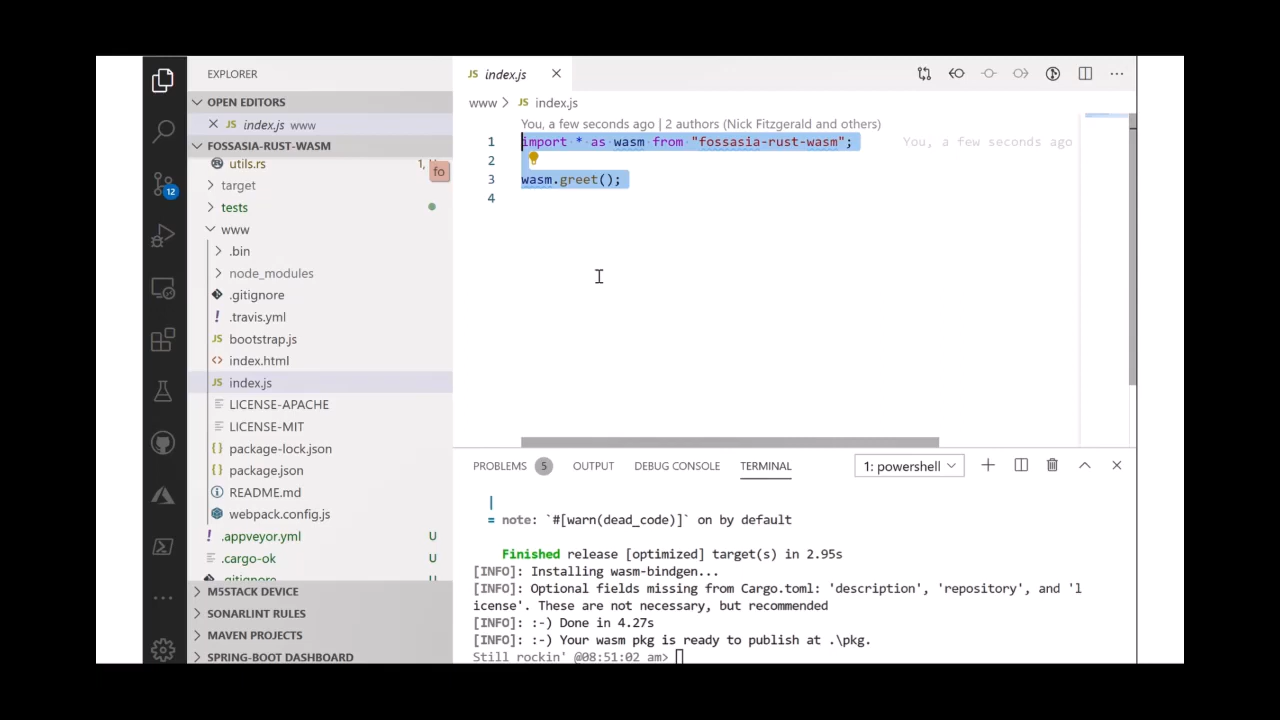 EXPLORER
OPEN EDITORS
JS index.js www
FOSSASIA-RUST-WASM
utils.rs 1,
fo
target
tests
www
.bin
node_modules
.gitignore
! .travis.yml
JS bootstrap.js
<> index.html
JS index.js
LICENSE-APACHE
LICENSE-MIT
{} package-lock.json
{} package.json
README.md
webpack.config.js
! .appveyor.yml U
.cargo-ok U
.gitignore U
M5STACK DEVICE
SONARLINT RULES
MAVEN PROJECTS
SPRING-BOOT DASHBOARD
12
JS index.js
www > JS index.js
You, a few seconds ago | 2 authors (Nick Fitzgerald and others)
1 import * as wasm from "fossasia-rust-wasm"; You, a few seconds ago
2
3 wasm.greet();
4
PROBLEMS 5 OUTPUT DEBUG CONSOLE TERMINAL 1: powershell
|
= note: `#[warn(dead_code)]` on by default
Finished release [optimized] target(s) in 2.95s
[INFO]: Installing wasm-bindgen...
[INFO]: Optional fields missing from Cargo.toml: 'description', 'repository', and 'l
icense'. These are not necessary, but recommended
[INFO]: :-) Done in 4.27s
[INFO]: :-) Your wasm pkg is ready to publish at .\pkg.
Still rockin' @08:51:02 am>